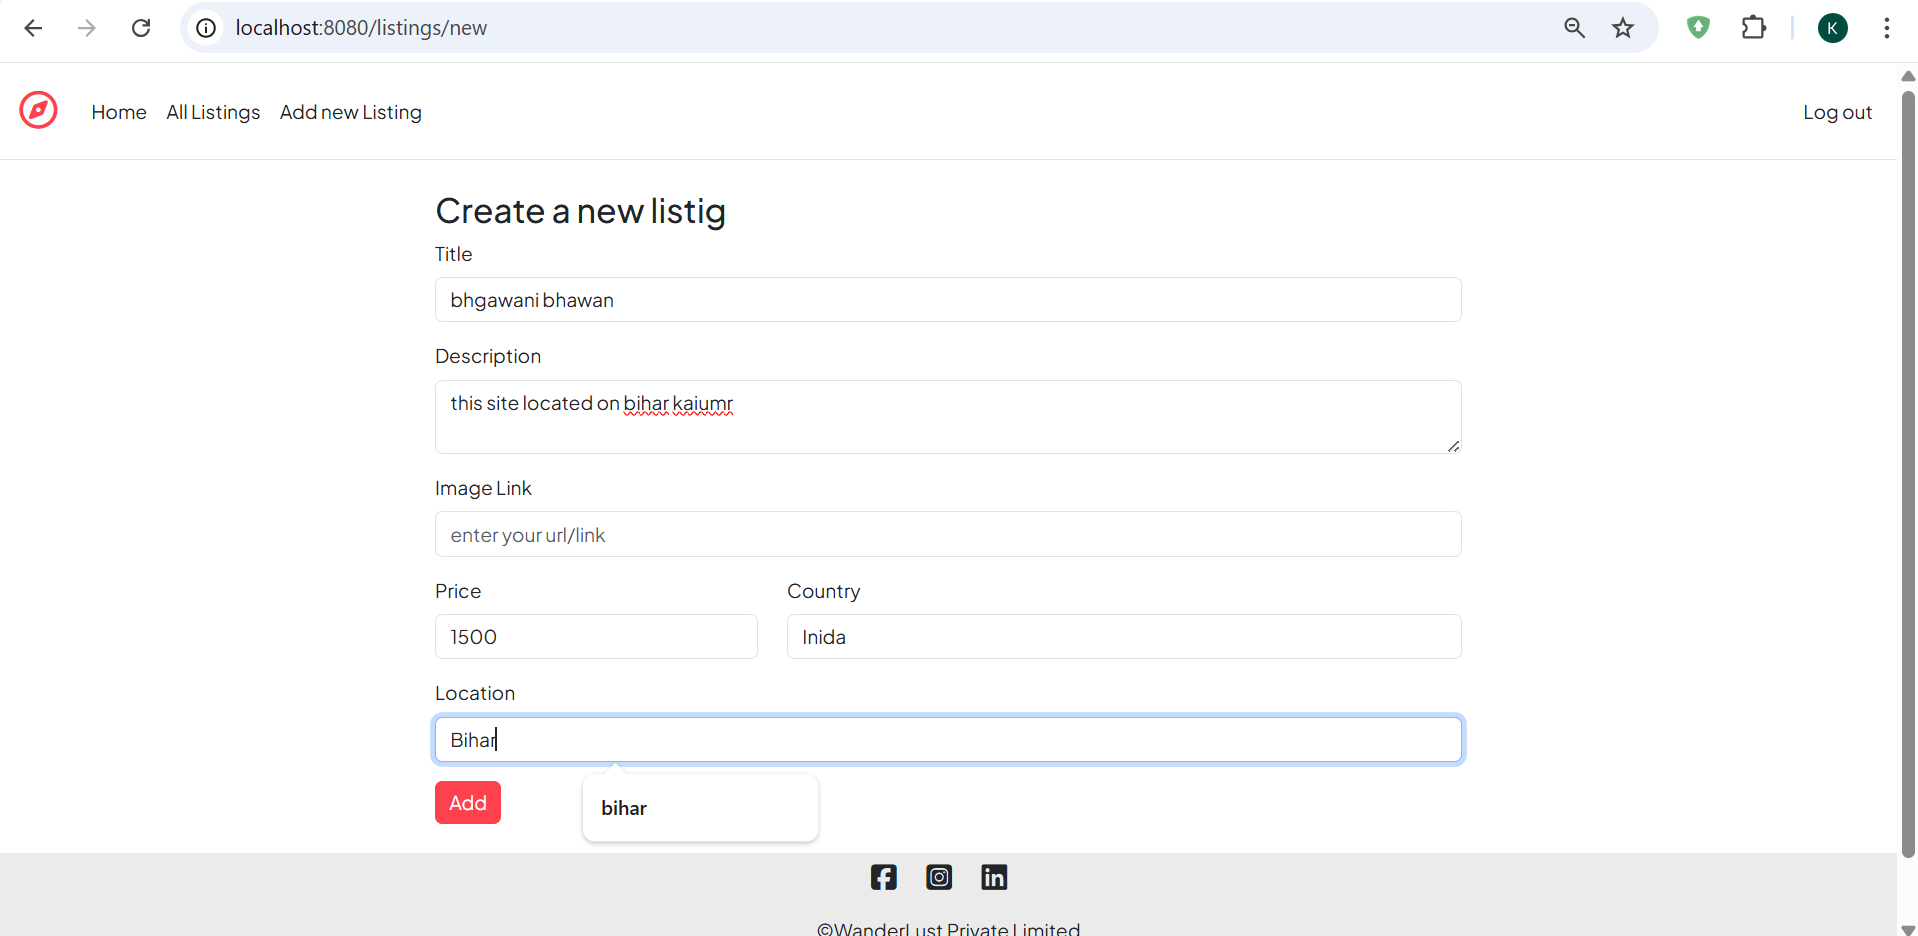 localhost:8080/listings/new
K
Home All Listings Add new Listing Log out
Create a new listig
Title
bhgawani bhawan
Description
this site located on bihar kaiumr
Image Link
enter your url/link
Price Country
1500 Inida
Location
Bihar
Add
bihar
©WanderLust Private Limited